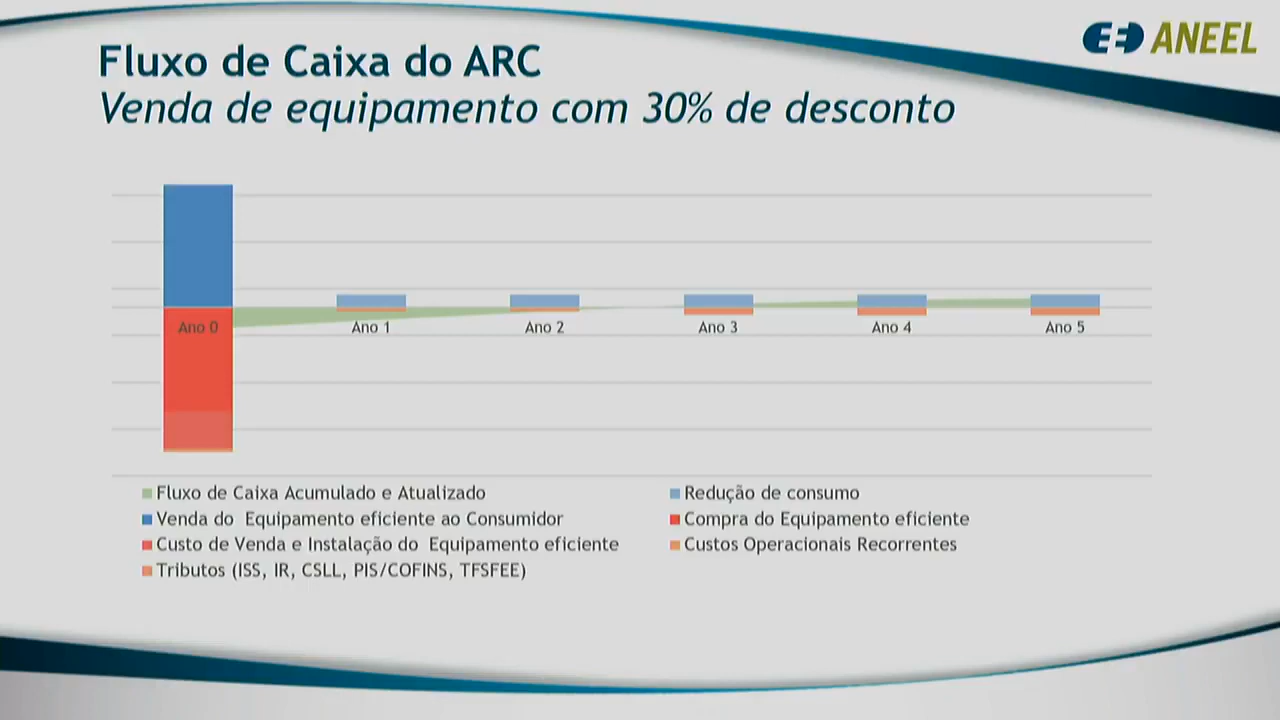 ANEEL
Fluxo de Caixa do ARC
Venda de equipamento com 30% de desconto
Ano 0
Ano 1
Ano 2
Ano 3
Ano 4
Ano 5
Fluxo de Caixa Acumulado e Atualizado
Redução de consumo
Venda do Equipamento eficiente ao Consumidor
Compra do Equipamento eficiente
Custo de Venda e Instalação do Equipamento eficiente
Custos Operacionais Recorrentes
Tributos (ISS, IR, CSLL, PIS/COFINS, TFSFEE)